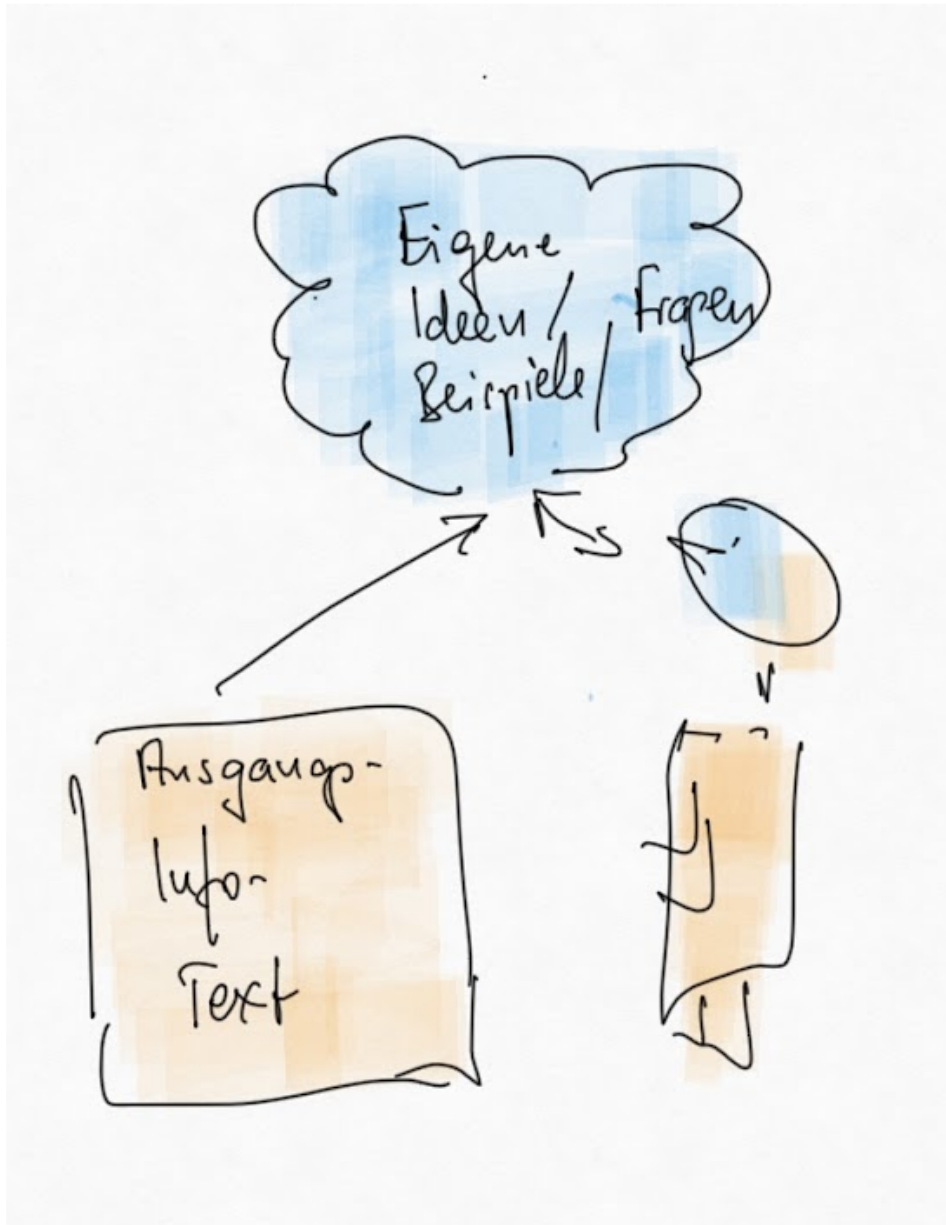 Eigene
Ideen / Fragen
Beispiele /
Ausgangs-
Info-
Text